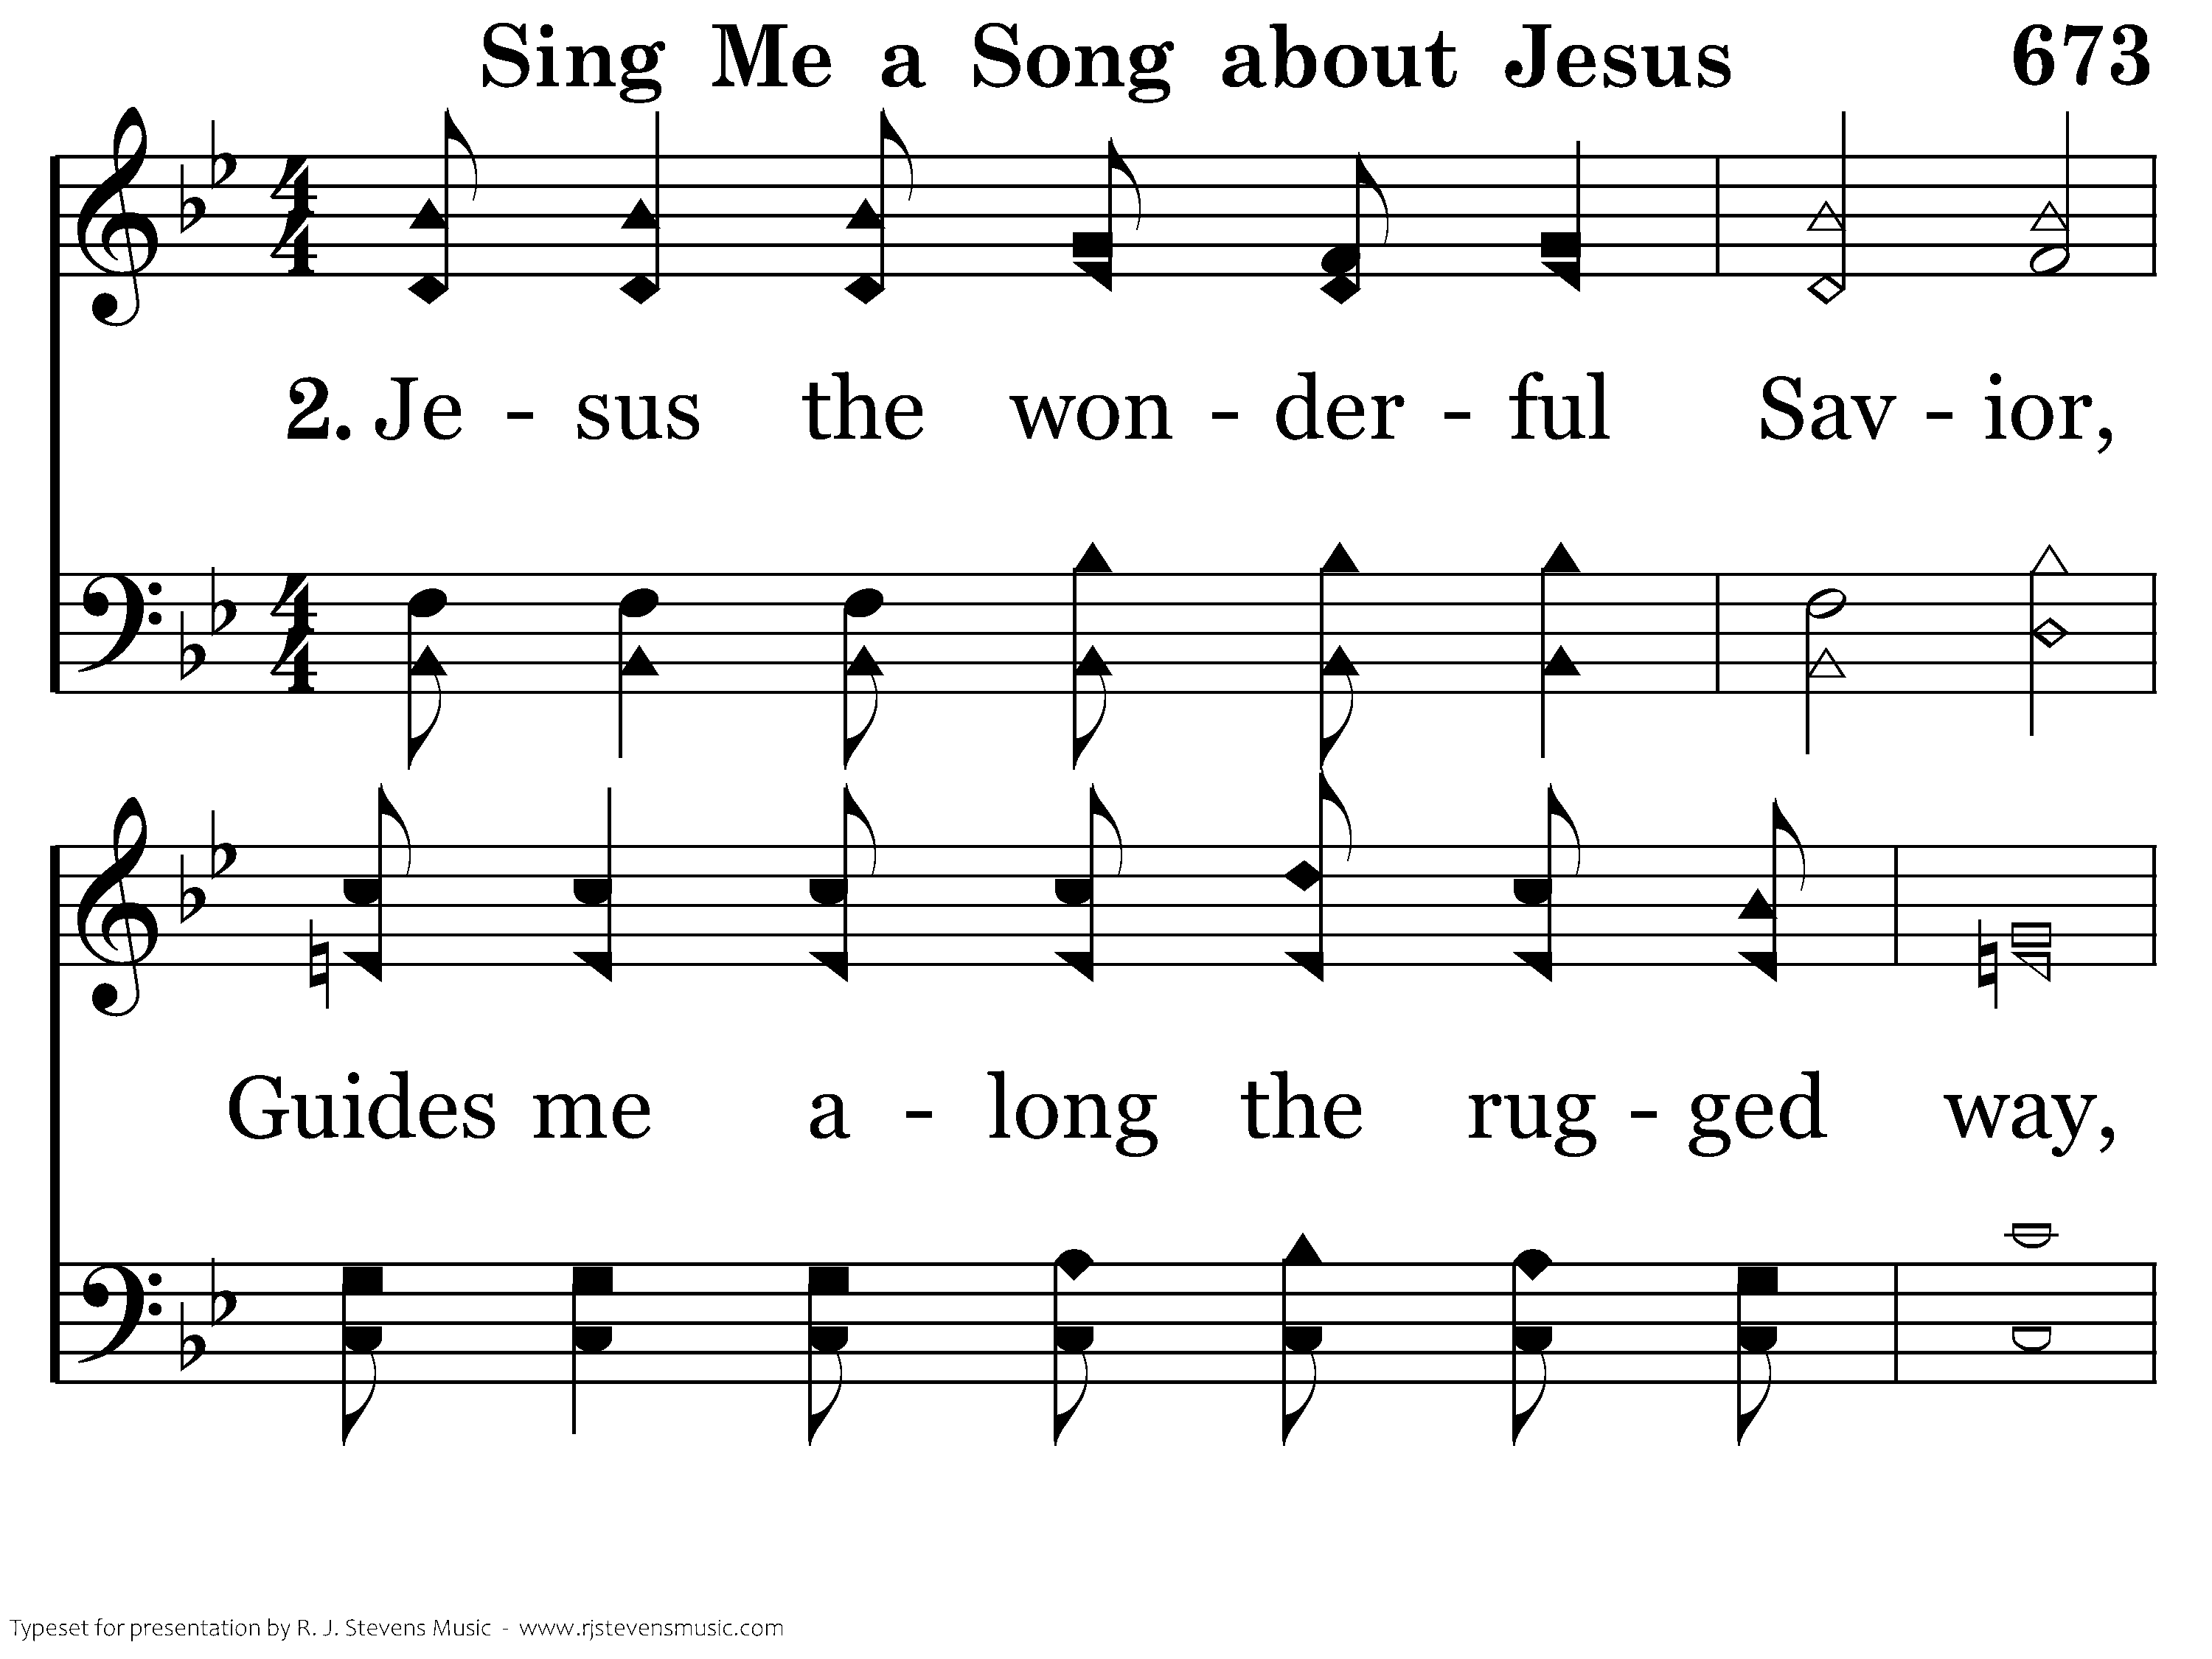 Sing Me a Song about Jesus 673
2. Je - sus the won - der - ful Sav - ior,
Guides me a - long the rug - ged way,
Typeset for presentation by R. J. Stevens Music - www.rjstevensmusic.com